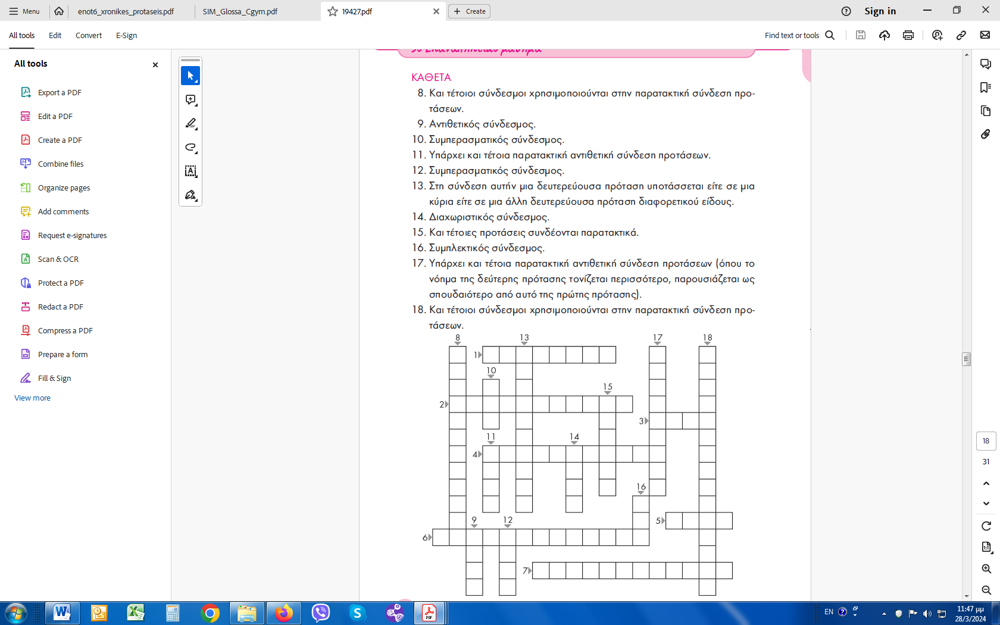 Menu
enot6_xronikes_protaseis.pdf
SIM_Glossa_Cgym.pdf
19427.pdf
Create
Sign in
All tools
Edit
Convert
E-Sign
Find text or tools
All tools
Export a PDF
Edit a PDF
Create a PDF
Combine files
Organize pages
Add comments
Request e-signatures
Scan & OCR
Protect a PDF
Redact a PDF
Compress a PDF
Prepare a form
Fill & Sign
View more
ΚΑΘΕΤΑ
8. Και τέτοιοι σύνδεσμοι χρησιμοποιούνται στην παρατακτική σύνδεση προ-
τάσεων.
9. Αντιθετικός σύνδεσμος.
10. Συμπερασματικός σύνδεσμος.
11. Υπάρχει και τέτοια παρατακτική αντιθετική σύνδεση προτάσεων.
12. Συμπερασματικός σύνδεσμος.
13. Στη σύνδεση αυτήν μια δευτερεύουσα πρόταση υποτάσσεται είτε σε μια
κύρια είτε σε μια άλλη δευτερεύουσα πρόταση διαφορετικού είδους.
14. Διαχωριστικός σύνδεσμος.
15. Και τέτοιες προτάσεις συνδέονται παρατακτικά.
16. Συμπλεκτικός σύνδεσμος.
17. Υπάρχει και τέτοια παρατακτική αντιθετική σύνδεση προτάσεων (όπου το
νόημα της δεύτερης πρότασης τονίζεται περισσότερο, παρουσιάζεται ως
σπουδαιότερο από αυτό της πρώτης πρότασης).
18. Και τέτοιοι σύνδεσμοι χρησιμοποιούνται στην παρατακτική σύνδεση προ-
τάσεων.
8 13 17 18
1
10
15
2
3
11 14
4
16
9 12 5
6
7
18
31
EN
11:47 μμ
28/3/2024